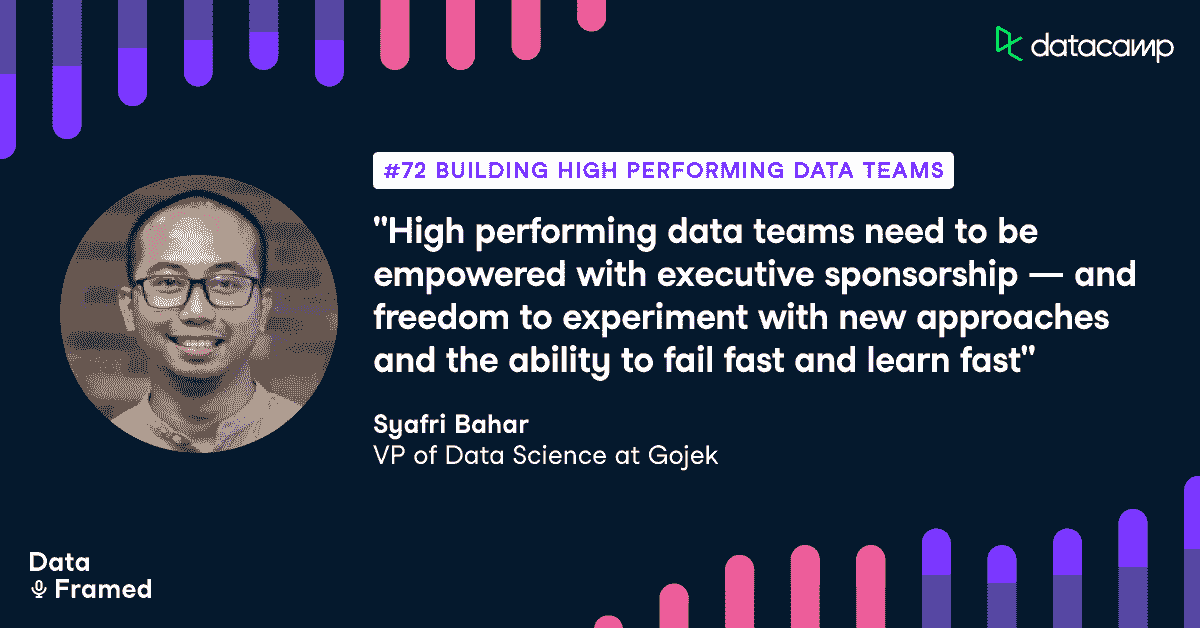 datacamp
#72 BUILDING HIGH PERFORMING DATA TEAMS
"High performing data teams need to be
empowered with executive sponsorship — and
freedom to experiment with new approaches
and the ability to fail fast and learn fast"
Syafri Bahar
VP of Data Science at Gojek
Data
Framed